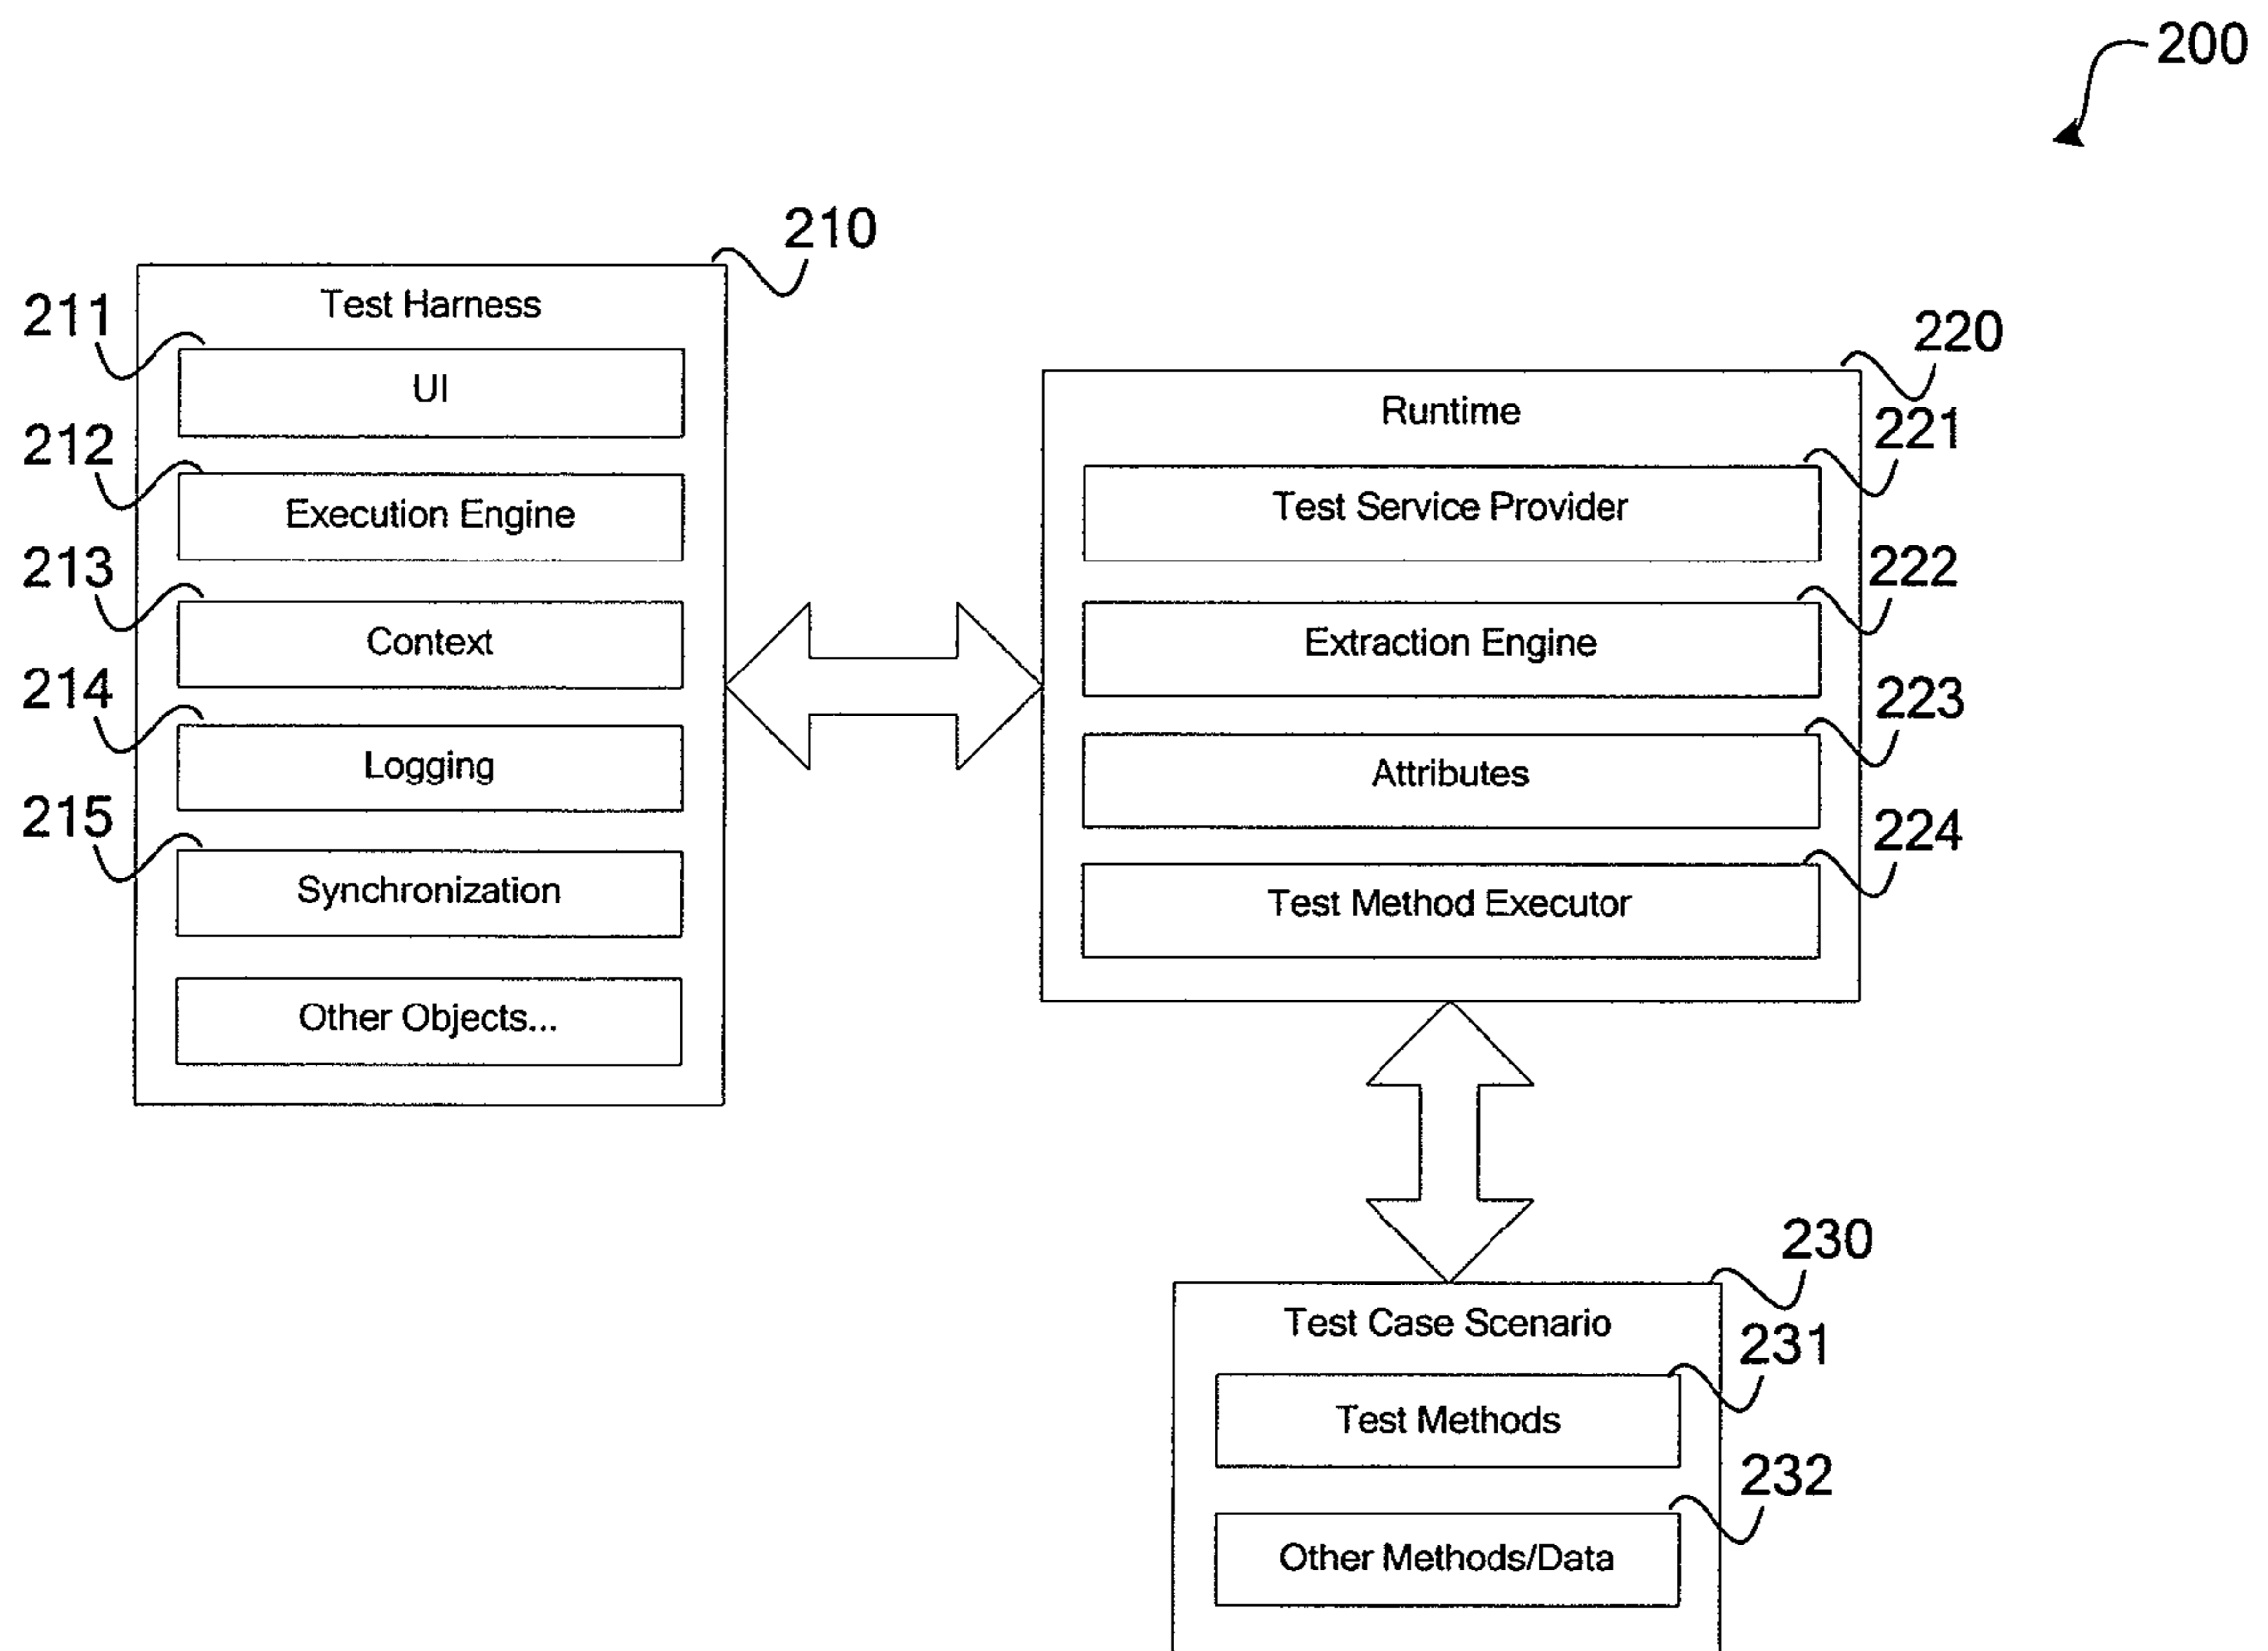 200
210
Test Harness
211
UI
212
Execution Engine
213
Context
214
Logging
215
Synchronization
Other Objects...
220
Runtime
221
Test Service Provider
222
Extraction Engine
223
Attributes
224
Test Method Executor
230
Test Case Scenario
231
Test Methods
232
Other Methods/Data